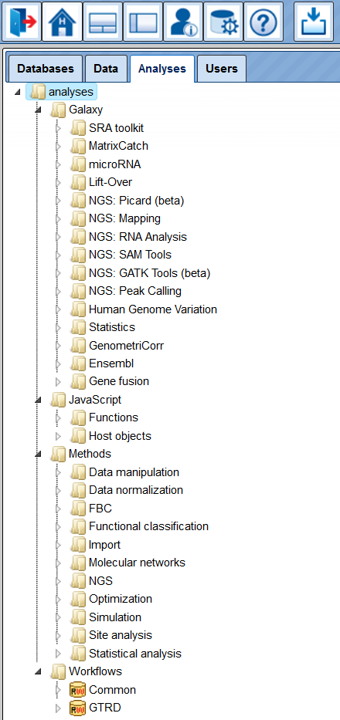 Databases Data Analyses Users
analyses
Galaxy
SRA toolkit
MatrixCatch
microRNA
Lift-Over
NGS: Picard (beta)
NGS: Mapping
NGS: RNA Analysis
NGS: SAM Tools
NGS: GATK Tools (beta)
NGS: Peak Calling
Human Genome Variation
Statistics
GenometriCorr
Ensembl
Gene fusion
JavaScript
Functions
Host objects
Methods
Data manipulation
Data normalization
FBC
Functional classification
Import
Molecular networks
NGS
Optimization
Simulation
Site analysis
Statistical analysis
Workflows
RW Common
RW GTRD